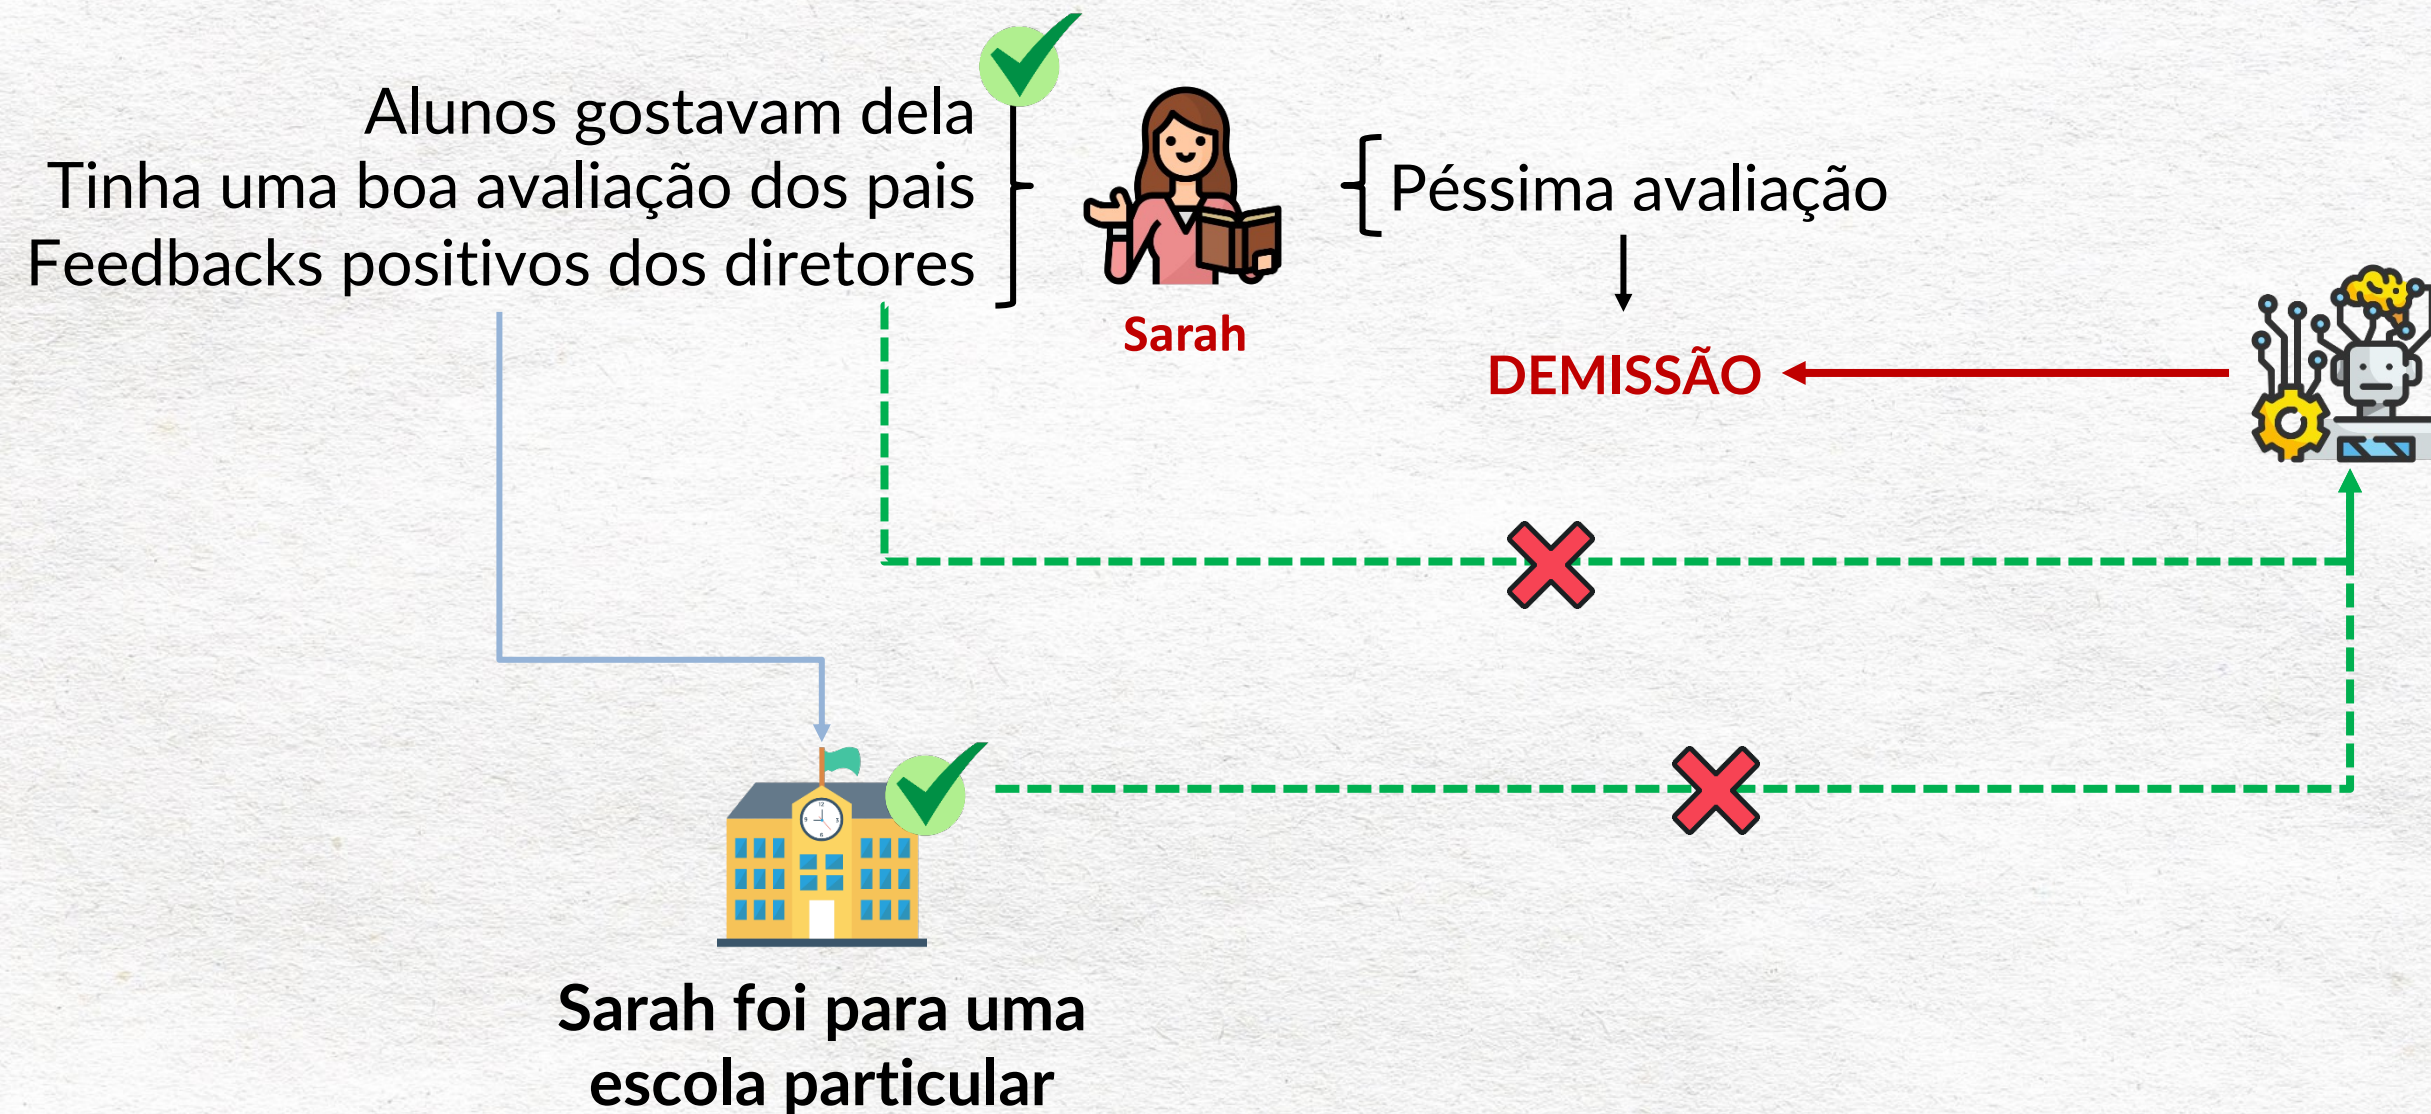 Alunos gostavam dela
Tinha uma boa avaliação dos pais
Feedbacks positivos dos diretores
Sarah
Péssima avaliação
DEMISSÃO
Sarah foi para uma
escola particular